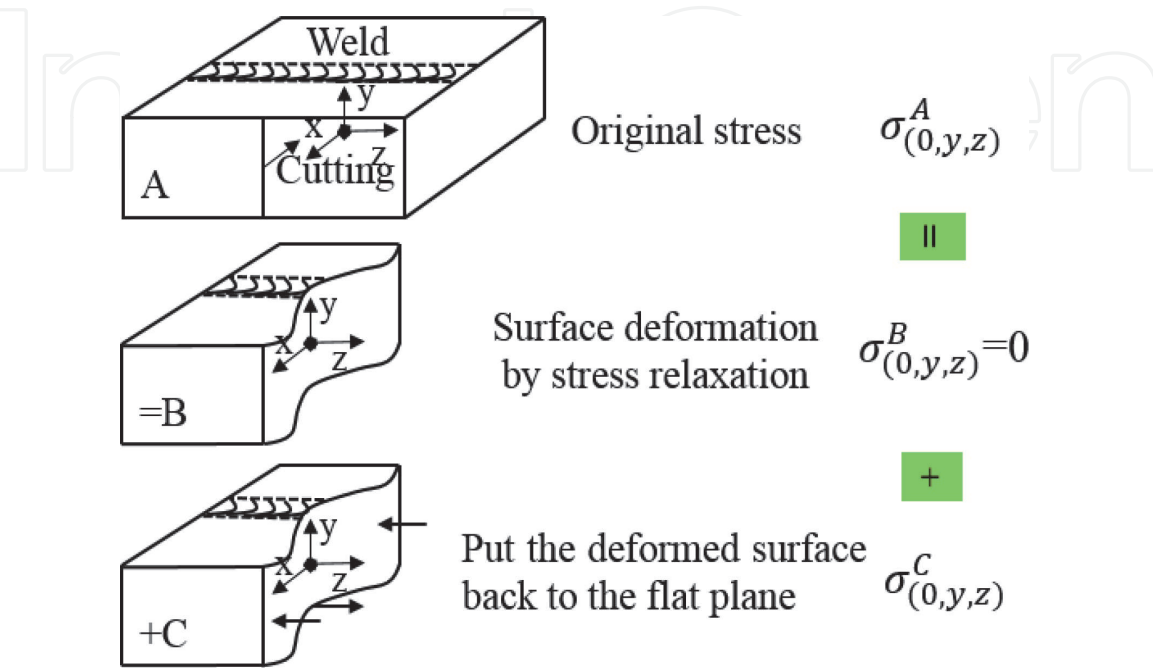 Weld
y
x
z
Cutting
A
Original stress
σ^A_(0,y,z)
=
y
x
z
=B
Surface deformation
by stress relaxation
σ^B_(0,y,z)=0
+
y
x
z
+C
Put the deformed surface
back to the flat plane
σ^C_(0,y,z)